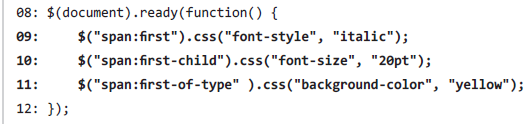 08: $(document).ready(function() {
09:     $("span:first").css("font-style", "italic");
10:     $("span:first-child").css("font-size", "20pt");
11:     $("span:first-of-type" ).css("background-color", "yellow");
12: });